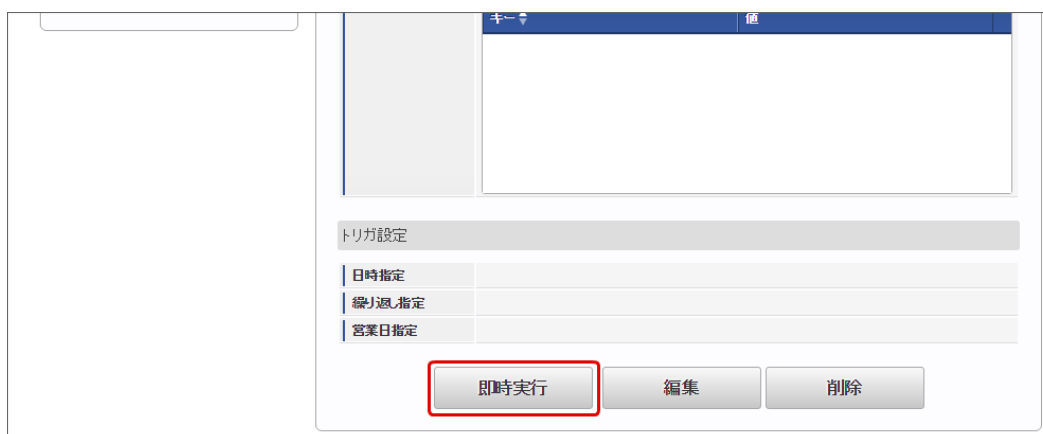 キー 値
トリガ設定
日時指定
繰り返し指定
営業日指定
即時実行 編集 削除